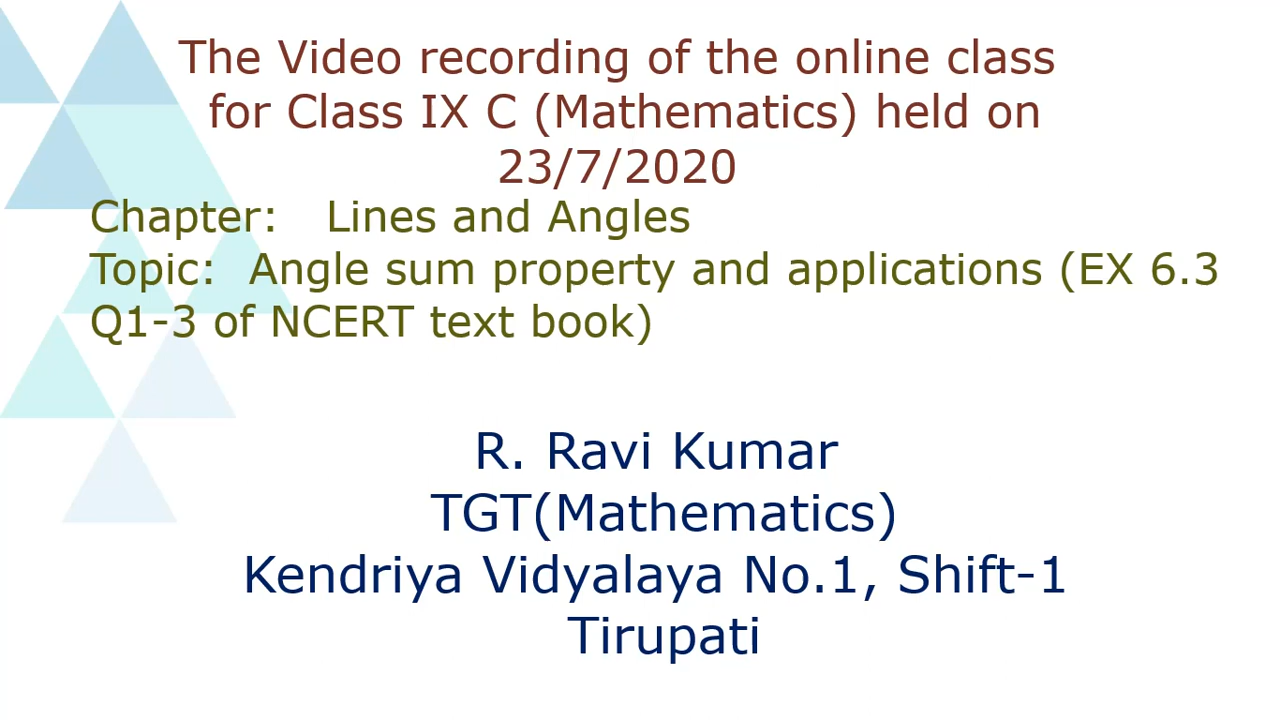 The Video recording of the online class
for Class IX C (Mathematics) held on
23/7/2020
Chapter: Lines and Angles
Topic: Angle sum property and applications (EX 6.3
Q1-3 of NCERT text book)
R. Ravi Kumar
TGT(Mathematics)
Kendriya Vidyalaya No.1, Shift-1
Tirupati